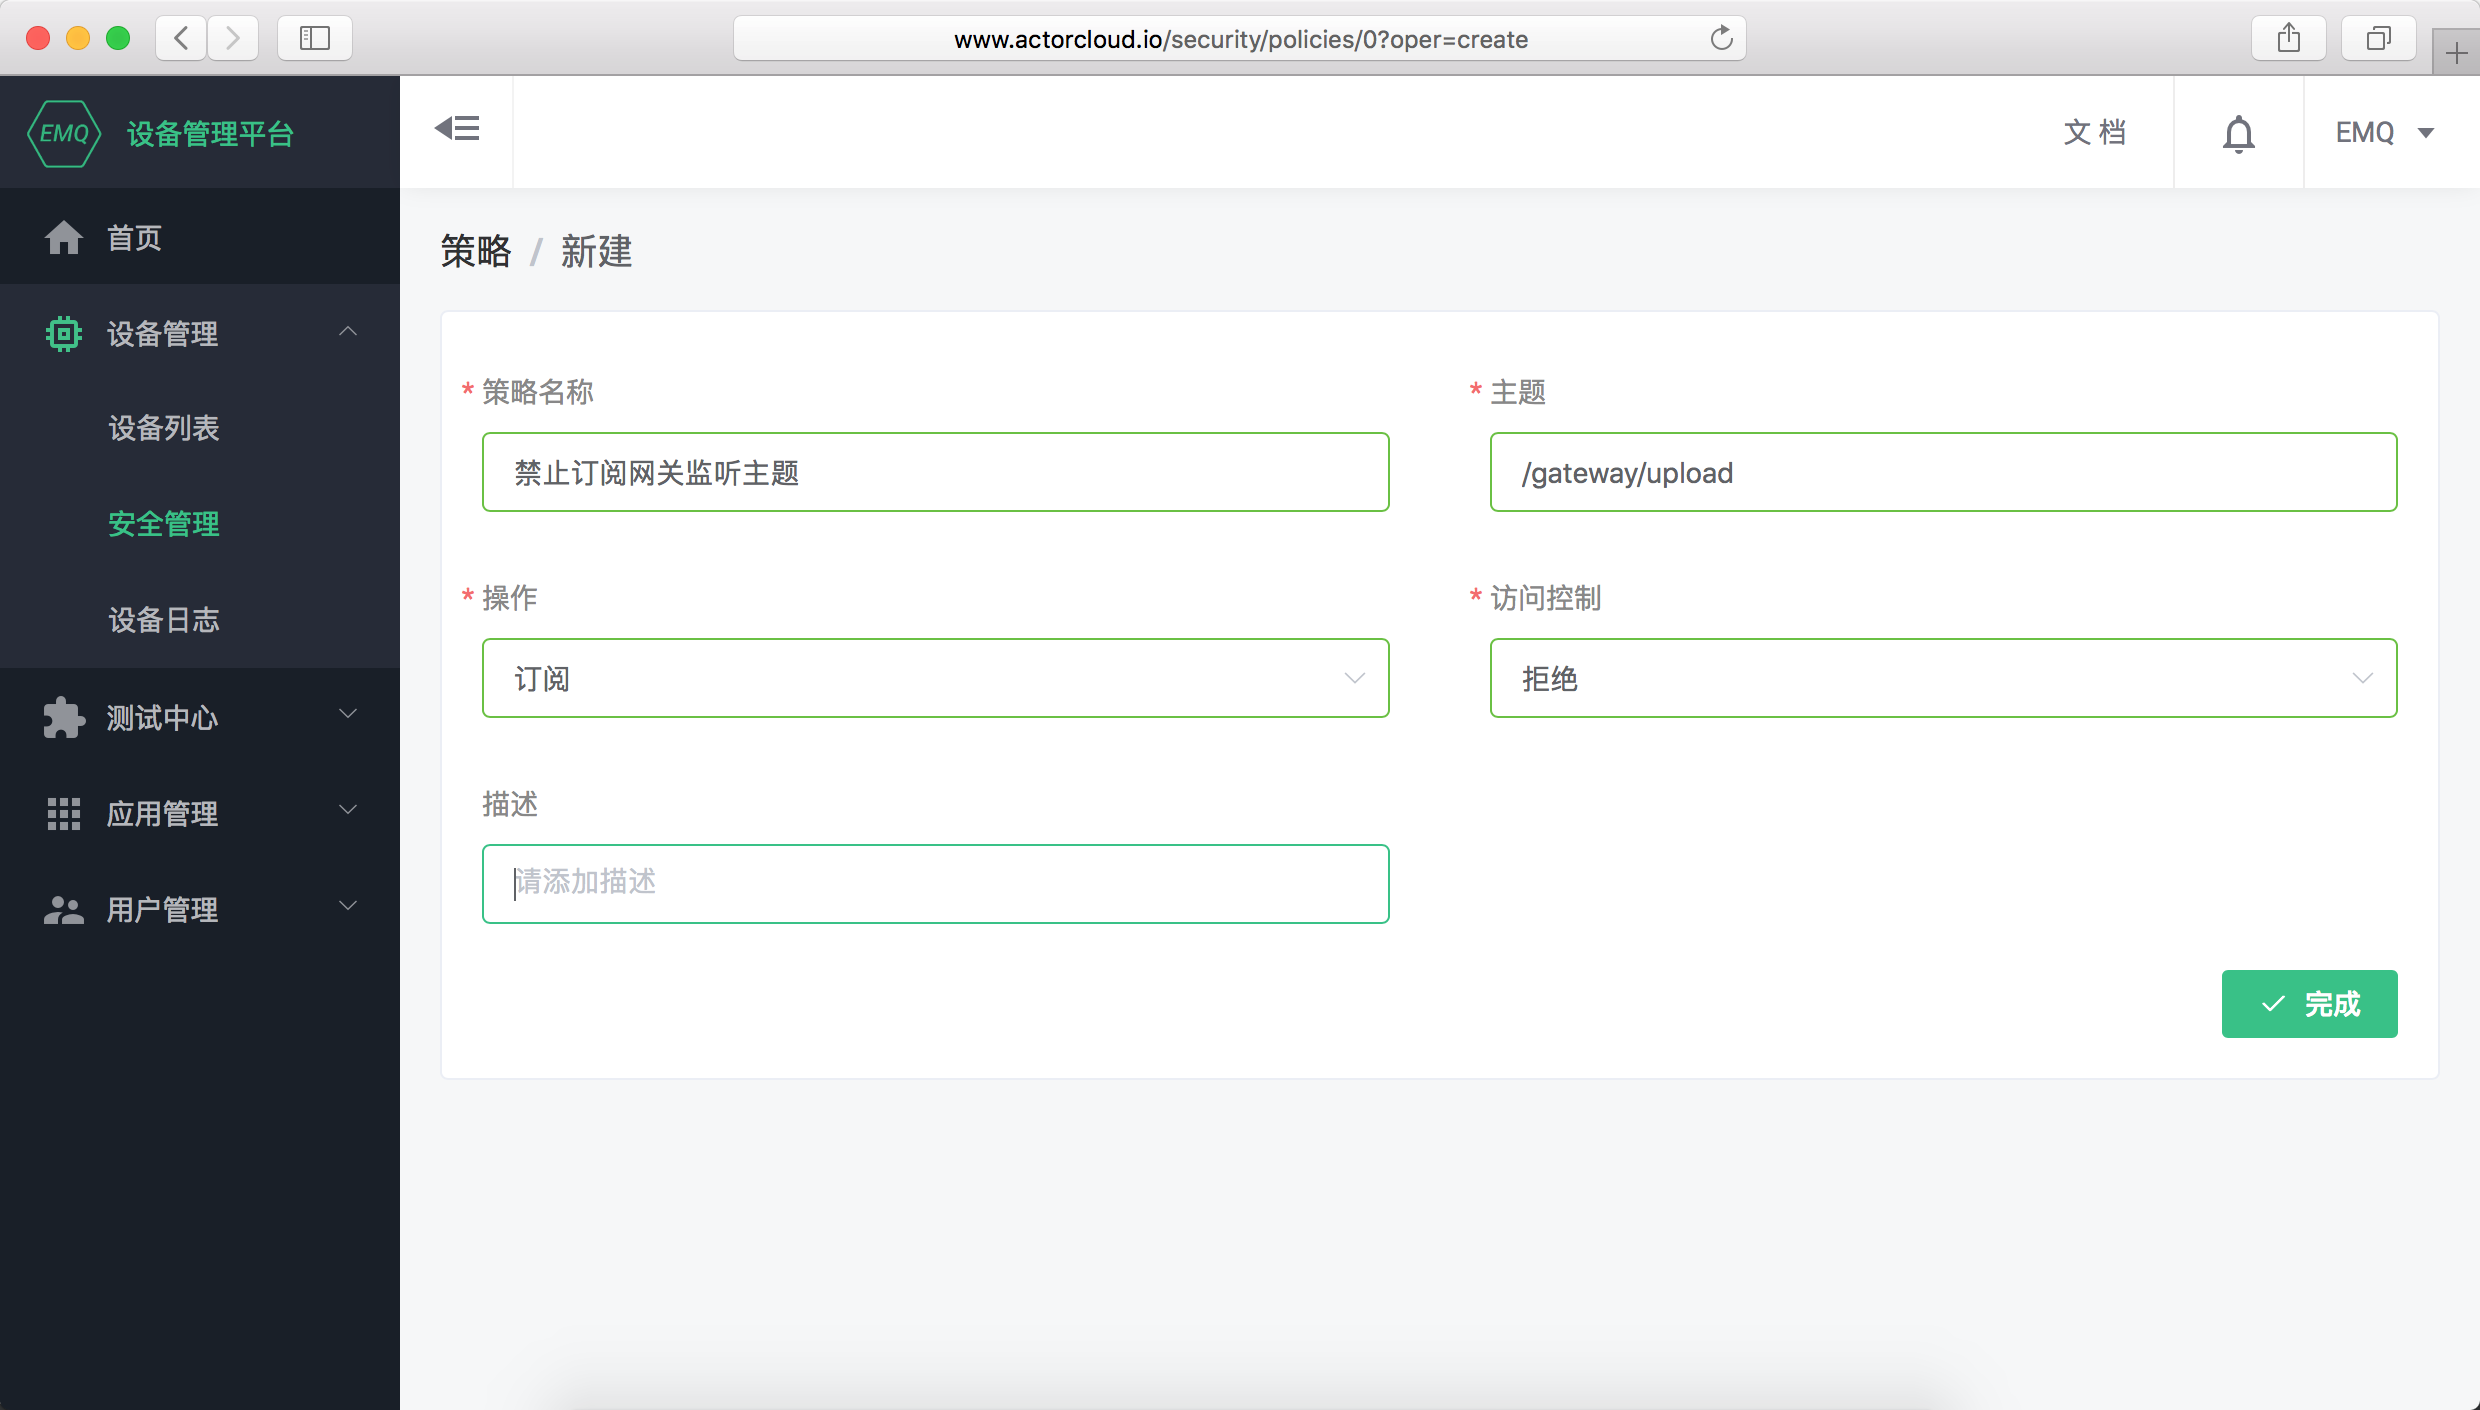 www.actorcloud.io/security/policies/0?oper=create
EMQ 设备管理平台
文档
EMQ
首页
设备管理
设备列表
安全管理
设备日志
测试中心
应用管理
用户管理
策略 / 新建
* 策略名称
禁止订阅网关监听主题
* 主题
/gateway/upload
* 操作
订阅
* 访问控制
拒绝
描述
请添加描述
完成